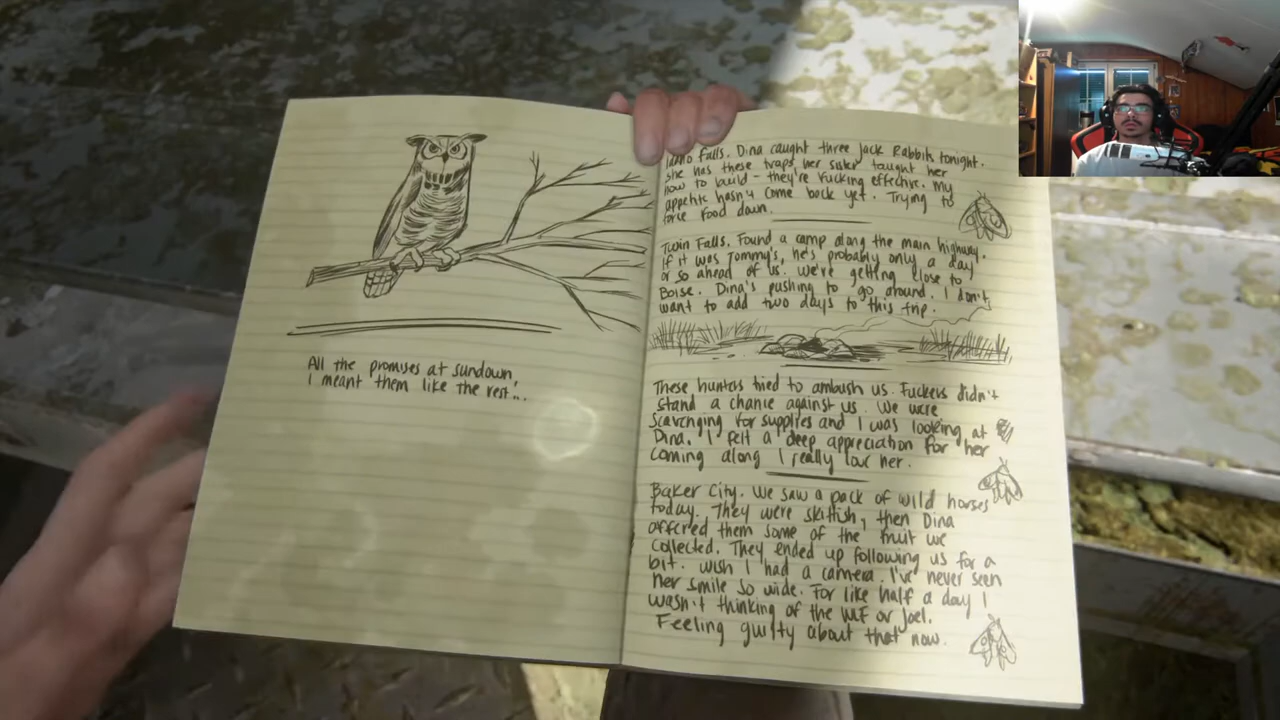 All the promises at sundown,
I meant them like the rest...
Idaho Falls. Dina caught three jack Rabbits tonight.
She has these traps her sister taught her
how to build - they're fucking effective. My
appetite hasn't come back yet. Trying to
force food down.
Twin Falls. Found a camp along the main highway.
If it was Tommy's, he's probably only a day
or so ahead of us. We're getting close to
Boise. Dina's pushing to go around. I don't
want to add two days to this trip.
These hunters tried to ambush us. Fuckers didn't
stand a chance against us. We were
scavenging for supplies and I was looking at
Dina. I felt a deep appreciation for her
coming along I really love her.
Baker City. We saw a pack of wild horses
today. They were skittish, then Dina
offered them some of the fruit we
collected. They ended up following us for a
bit. Wish I had a camera. I've never seen
her smile so wide. For like half a day I
wasn't thinking of the WLF or Joel.
Feeling guilty about that now.